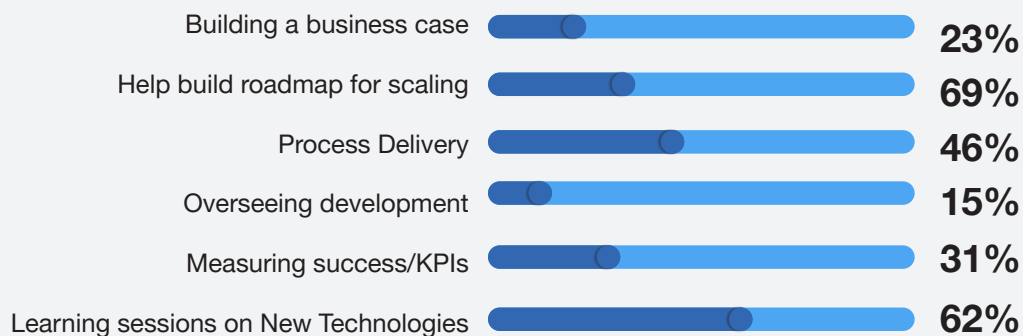 Building a business case 23%
Help build roadmap for scaling 69%
Process Delivery 46%
Overseeing development 15%
Measuring success/KPIs 31%
Learning sessions on New Technologies 62%